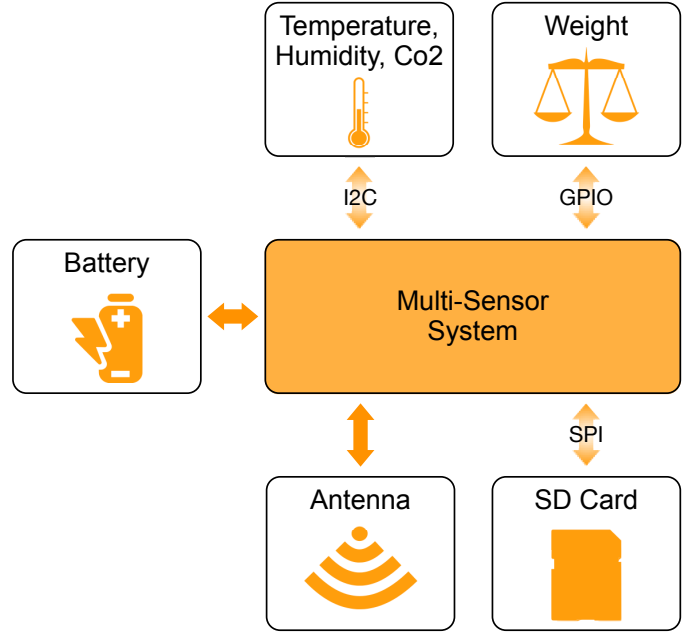 Temperature,
Humidity, Co2
Weight
I2C
GPIO
Battery
Multi-Sensor
System
SPI
Antenna
SD Card